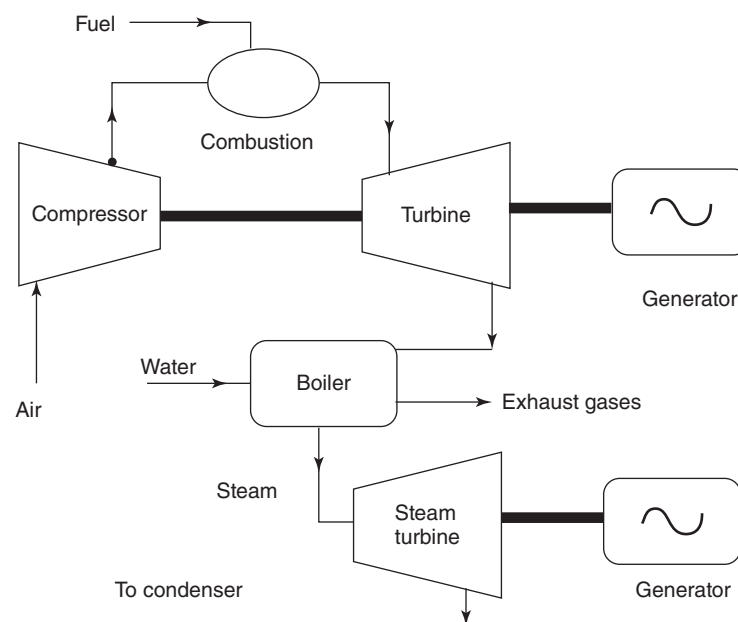 Fuel
Combustion
Compressor
Turbine
Generator
Air
Water
Boiler
Exhaust gases
Steam
Steam
turbine
To condenser
Generator